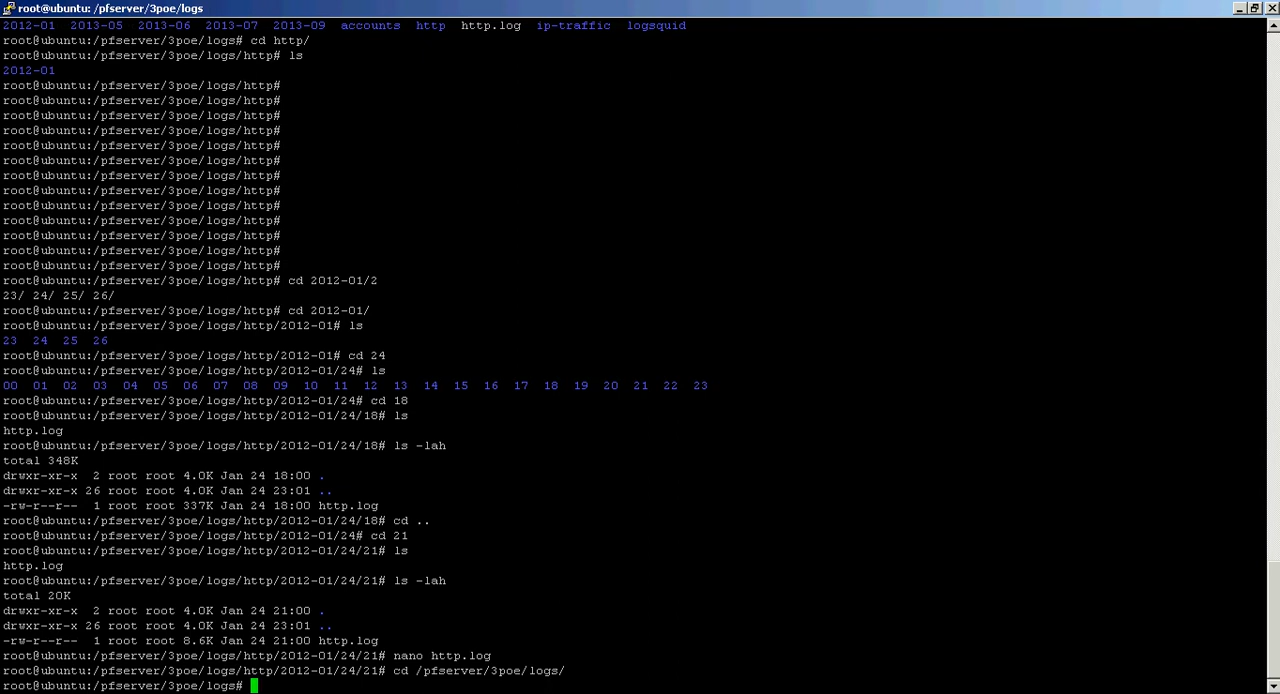 root@ubuntu: /pfserver/3poe/logs
2012-01  2013-05  2013-06  2013-07  2013-09  accounts  http  http.log  ip-traffic  logsquid
root@ubuntu:/pfserver/3poe/logs# cd http/
root@ubuntu:/pfserver/3poe/logs/http# ls
2012-01
root@ubuntu:/pfserver/3poe/logs/http#
root@ubuntu:/pfserver/3poe/logs/http#
root@ubuntu:/pfserver/3poe/logs/http#
root@ubuntu:/pfserver/3poe/logs/http#
root@ubuntu:/pfserver/3poe/logs/http#
root@ubuntu:/pfserver/3poe/logs/http#
root@ubuntu:/pfserver/3poe/logs/http#
root@ubuntu:/pfserver/3poe/logs/http#
root@ubuntu:/pfserver/3poe/logs/http#
root@ubuntu:/pfserver/3poe/logs/http#
root@ubuntu:/pfserver/3poe/logs/http#
root@ubuntu:/pfserver/3poe/logs/http#
root@ubuntu:/pfserver/3poe/logs/http#
root@ubuntu:/pfserver/3poe/logs/http# cd 2012-01/2
23/ 24/ 25/ 26/
root@ubuntu:/pfserver/3poe/logs/http# cd 2012-01/
root@ubuntu:/pfserver/3poe/logs/http/2012-01# ls
23  24  25  26
root@ubuntu:/pfserver/3poe/logs/http/2012-01# cd 24
root@ubuntu:/pfserver/3poe/logs/http/2012-01/24# ls
00  01  02  03  04  05  06  07  08  09  10  11  12  13  14  15  16  17  18  19  20  21  22  23
root@ubuntu:/pfserver/3poe/logs/http/2012-01/24# cd 18
root@ubuntu:/pfserver/3poe/logs/http/2012-01/24/18# ls
http.log
root@ubuntu:/pfserver/3poe/logs/http/2012-01/24/18# ls -lah
total 348K
drwxr-xr-x  2 root root 4.0K Jan 24 18:00 .
drwxr-xr-x 26 root root 4.0K Jan 24 23:01 ..
-rw-r--r--  1 root root 337K Jan 24 18:00 http.log
root@ubuntu:/pfserver/3poe/logs/http/2012-01/24/18# cd ..
root@ubuntu:/pfserver/3poe/logs/http/2012-01/24# cd 21
root@ubuntu:/pfserver/3poe/logs/http/2012-01/24/21# ls
http.log
root@ubuntu:/pfserver/3poe/logs/http/2012-01/24/21# ls -lah
total 20K
drwxr-xr-x  2 root root 4.0K Jan 24 21:00 .
drwxr-xr-x 26 root root 4.0K Jan 24 23:01 ..
-rw-r--r--  1 root root 8.6K Jan 24 21:00 http.log
root@ubuntu:/pfserver/3poe/logs/http/2012-01/24/21# nano http.log
root@ubuntu:/pfserver/3poe/logs/http/2012-01/24/21# cd /pfserver/3poe/logs/
root@ubuntu:/pfserver/3poe/logs#